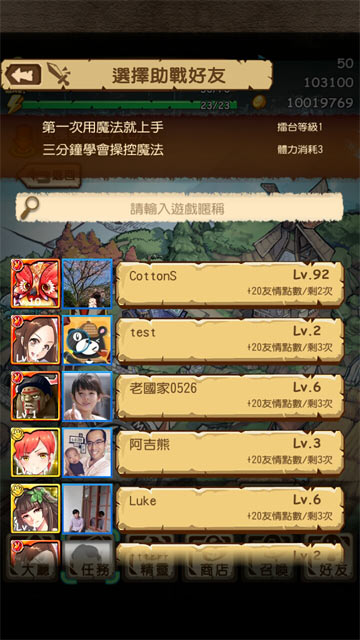 選擇助戰好友
50
103100
23/23
10019769
第一次用魔法就上手
擂台等級1
三分鐘學會操控魔法
體力消耗3
返回
請輸入遊戲暱稱
CottonS
Lv.92
+20友情點數/剩2次
test
Lv.2
+20友情點數/剩3次
老國家0526
Lv.6
+20友情點數/剩3次
阿吉熊
Lv.3
+20友情點數/剩3次
Luke
Lv.6
+20友情點數/剩3次
Lv.2
大廳
任務
精靈
商店
召喚
好友